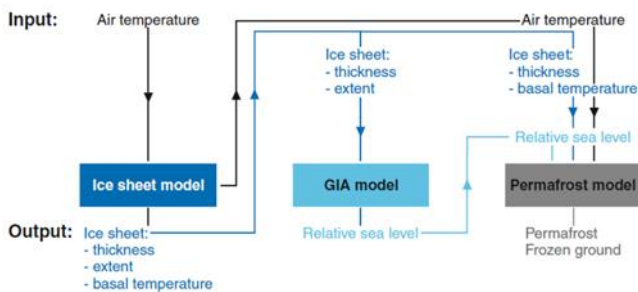 Input:
Air temperature
Air temperature
Ice sheet:
- thickness
- extent
Ice sheet:
- thickness
- basal temperature
Relative sea level
Ice sheet model
GIA model
Permafrost model
Output:
Ice sheet:
- thickness
- extent
- basal temperature
Relative sea level
Permafrost
Frozen ground